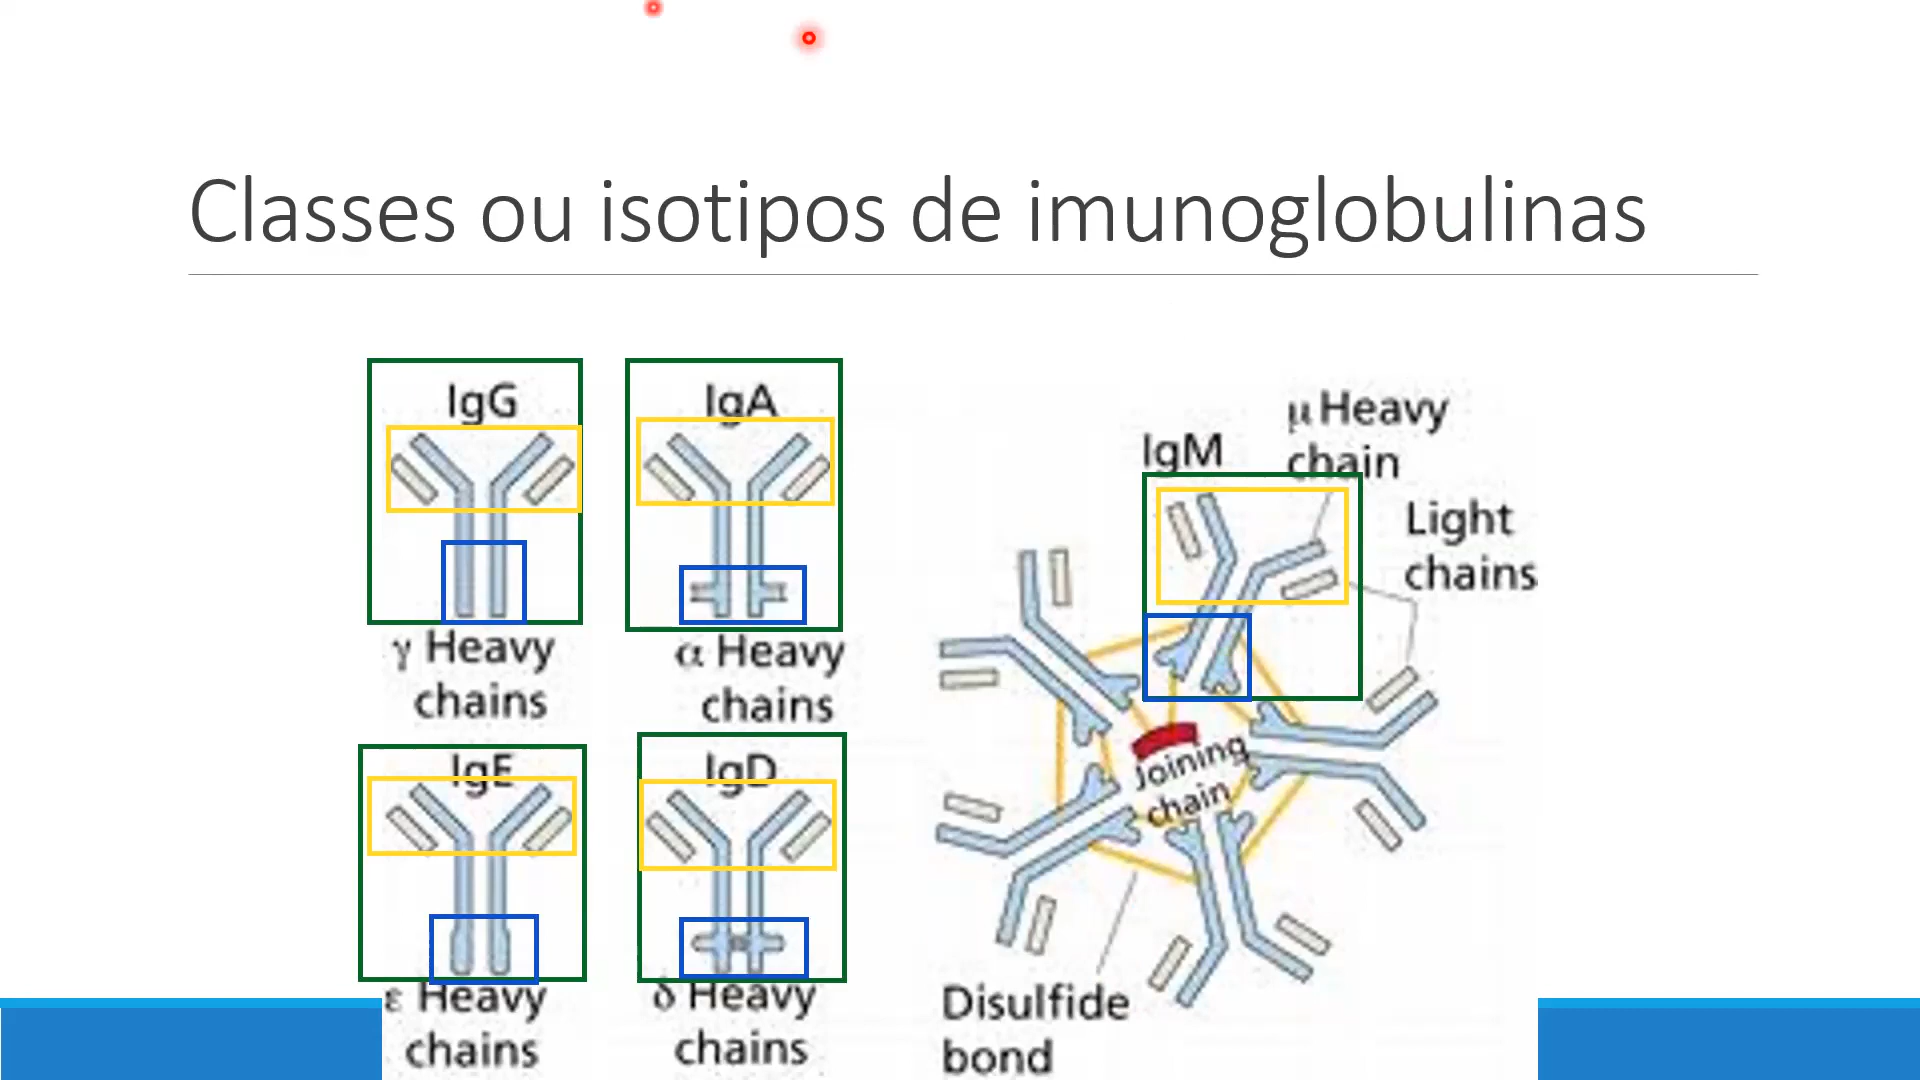 Classes ou isotipos de imunoglobulinas
IgG
γ Heavy
chains
IgA
α Heavy
chains
IgE
ε Heavy
chains
IgD
δ Heavy
chains
IgM
μ Heavy
chain
Light
chains
Joining
chain
Disulfide
bond